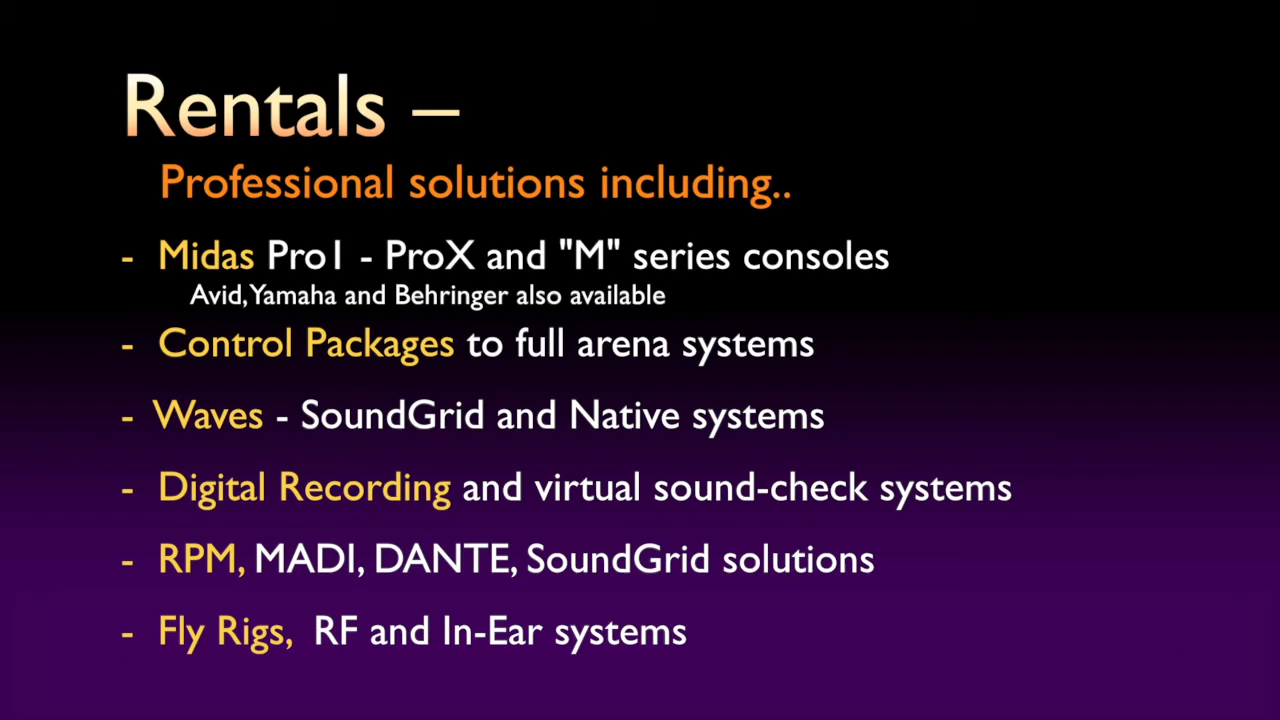 Rentals –
Professional solutions including..
- Midas Pro1 - ProX and "M" series consoles
Avid, Yamaha and Behringer also available
- Control Packages to full arena systems
- Waves - SoundGrid and Native systems
- Digital Recording and virtual sound-check systems
- RPM, MADI, DANTE, SoundGrid solutions
- Fly Rigs, RF and In-Ear systems